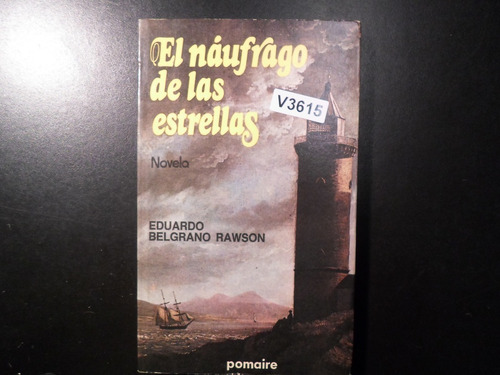 El náufrago
de las
estrellas
V3615
Novela
EDUARDO
BELGRANO RAWSON
pomaire